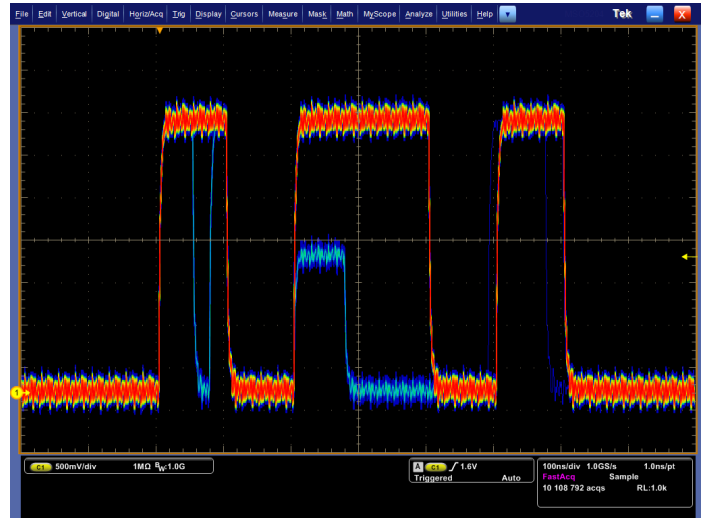 File Edit Vertical Digital Horiz/Acq Trig Display Cursors Measure Mask Math MyScope Analyze Utilities Help Tek X
1
C1 500mV/div 1MΩ BW:1.0G
A C1 1.6V
Triggered Auto
100ns/div 1.0GS/s 1.0ns/pt
FastAcq Sample
10 108 792 acqs RL:1.0k